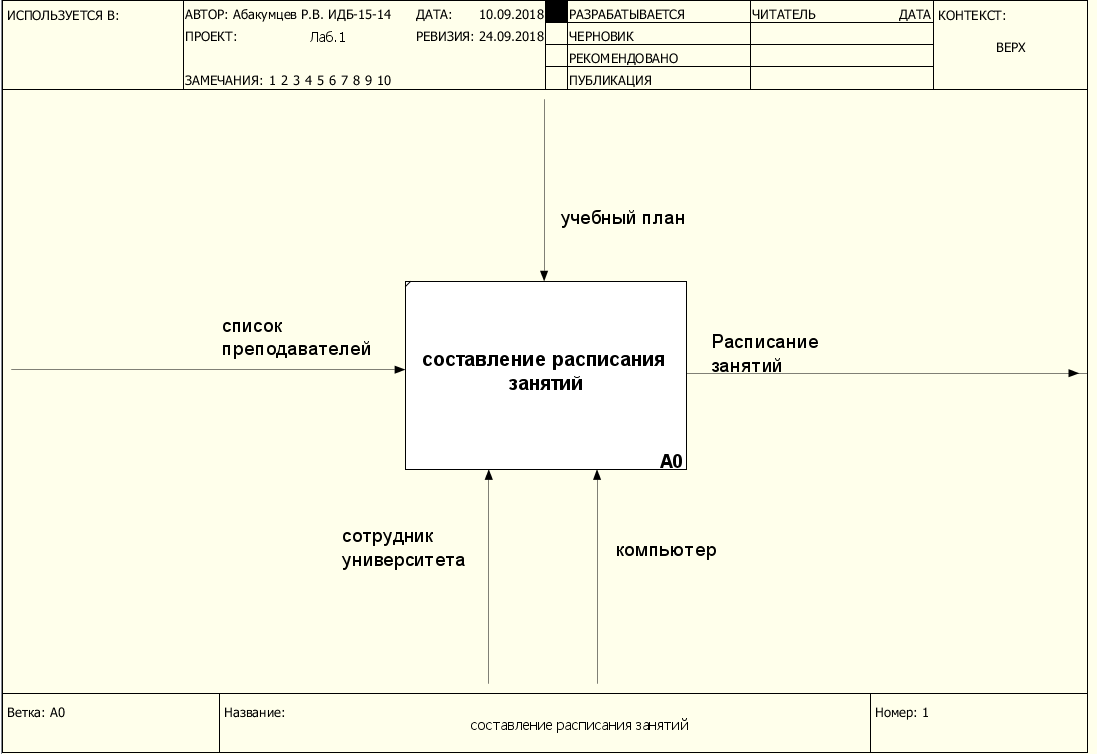 ИСПОЛЬЗУЕТСЯ В:
АВТОР: Абакумцев Р.В. ИДБ-15-14 ДАТА: 10.09.2018
ПРОЕКТ: Лаб.1 РЕВИЗИЯ: 24.09.2018
ЗАМЕЧАНИЯ: 1 2 3 4 5 6 7 8 9 10
РАЗРАБАТЫВАЕТСЯ
ЧЕРНОВИК
РЕКОМЕНДОВАНО
ПУБЛИКАЦИЯ
ЧИТАТЕЛЬ ДАТА
КОНТЕКСТ:
ВЕРХ
учебный план
список
преподавателей
составление расписания
занятий
A0
Расписание
занятий
сотрудник
университета
компьютер
Ветка: A0
Название:
составление расписания занятий
Номер: 1